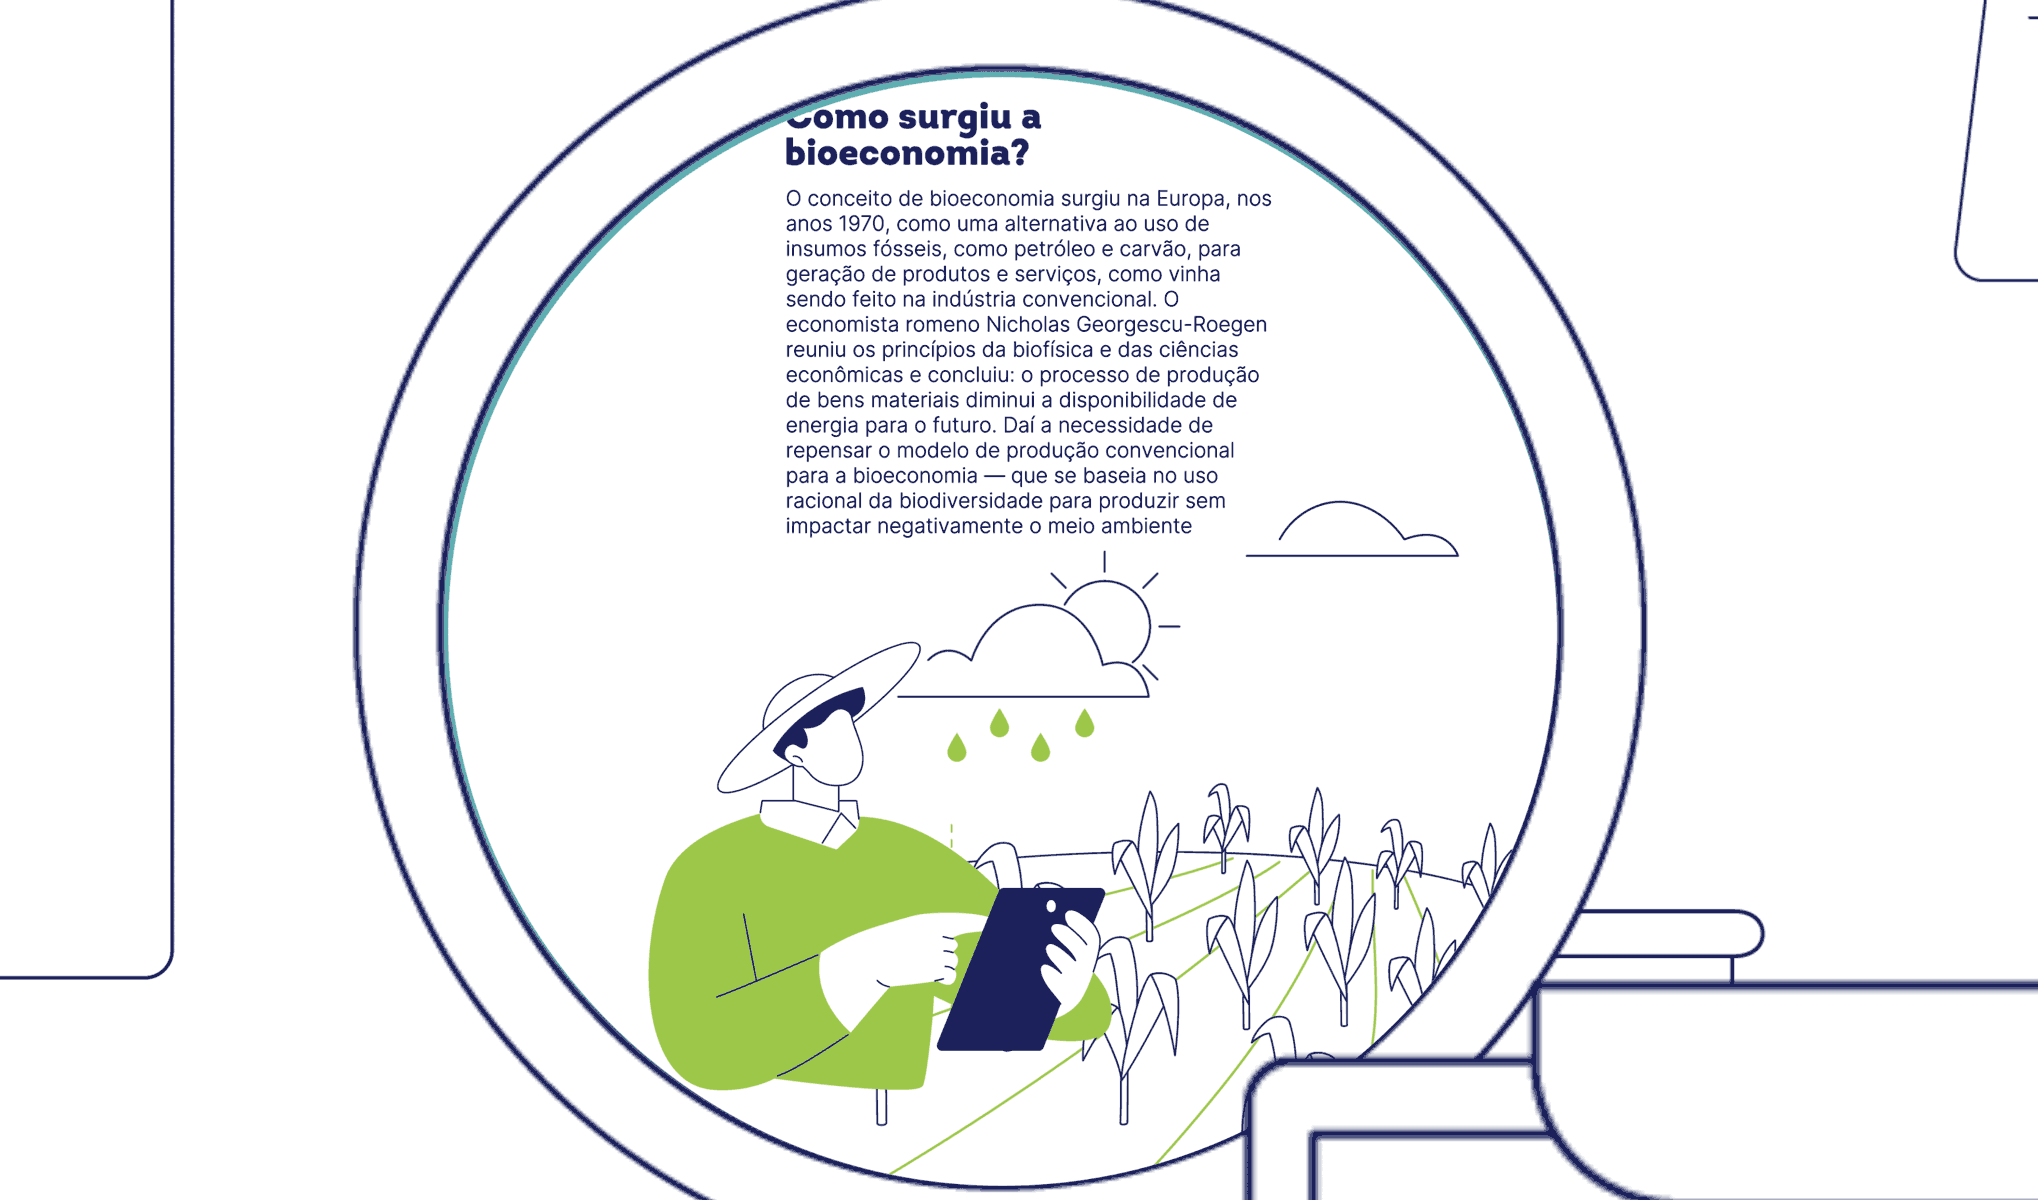 Como surgiu a
bioeconomia?
O conceito de bioeconomia surgiu na Europa, nos
anos 1970, como uma alternativa ao uso de
insumos fósseis, como petróleo e carvão, para
geração de produtos e serviços, como vinha
sendo feito na indústria convencional. O
economista romeno Nicholas Georgescu-Roegen
reuniu os princípios da biofísica e das ciências
econômicas e concluiu: o processo de produção
de bens materiais diminui a disponibilidade de
energia para o futuro. Daí a necessidade de
repensar o modelo de produção convencional
para a bioeconomia — que se baseia no uso
racional da biodiversidade para produzir sem
impactar negativamente o meio ambiente